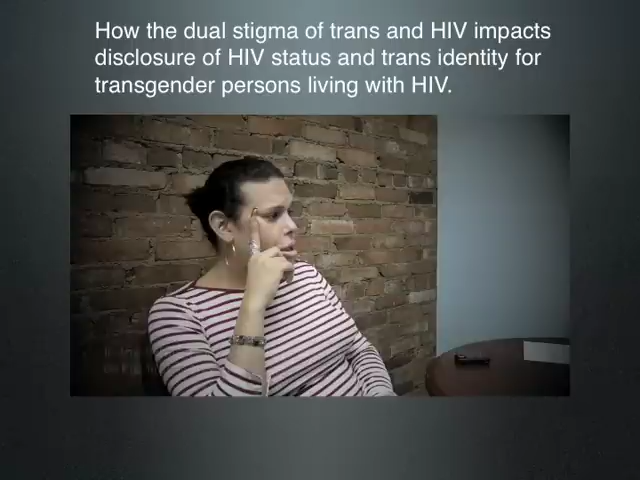 How the dual stigma of trans and HIV impacts
disclosure of HIV status and trans identity for
transgender persons living with HIV.